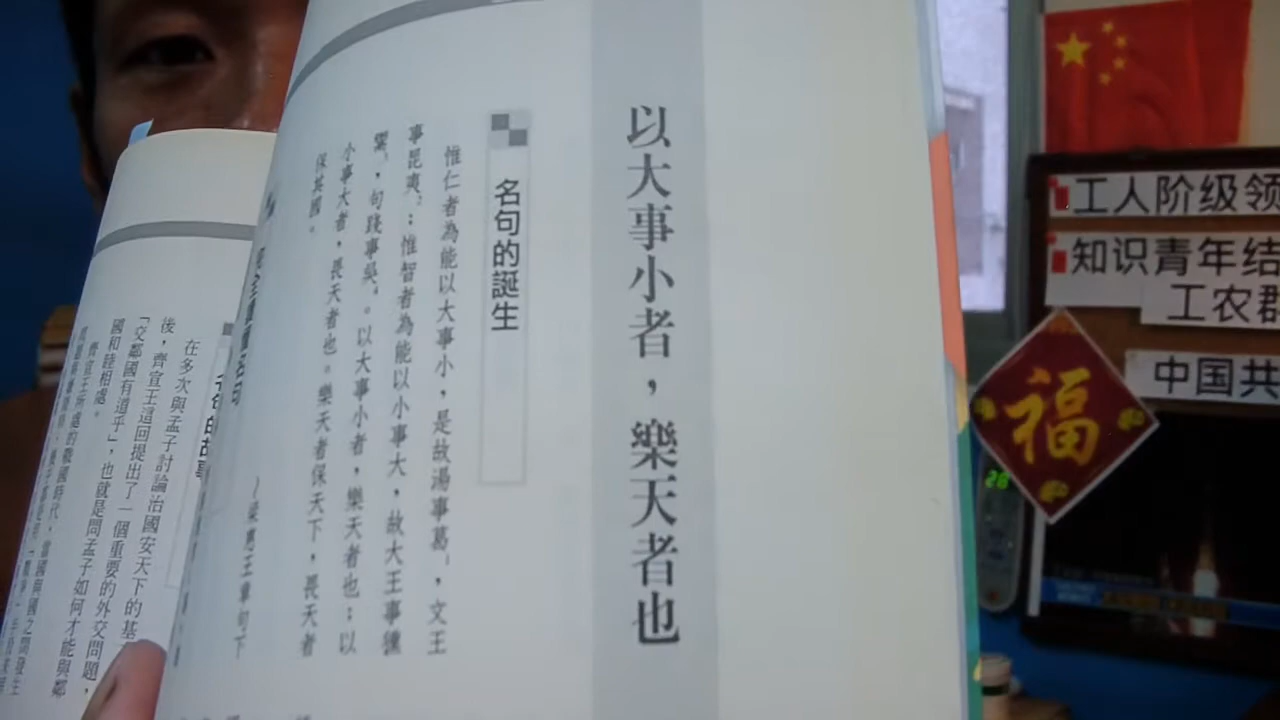 以大事小者，樂天者也
名句的誕生
惟仁者為能以大事小，是故湯事葛，文王
事昆夷；惟智者為能以小事大，故大王事獯
鬻，句踐事吳。以大事小者，樂天者也；以
小事大者，畏天者也。樂天者保天下，畏天者
保其國。
～梁惠王章句下
在多次與孟子討論治國安天下的基
後，齊宣王這回提出了一個重要的外交問題，
「交鄰國有道乎」，也就是問孟子如何才能與鄰
國和睦相處。
工人阶级领
知识青年结
工农群
中国共
福
28